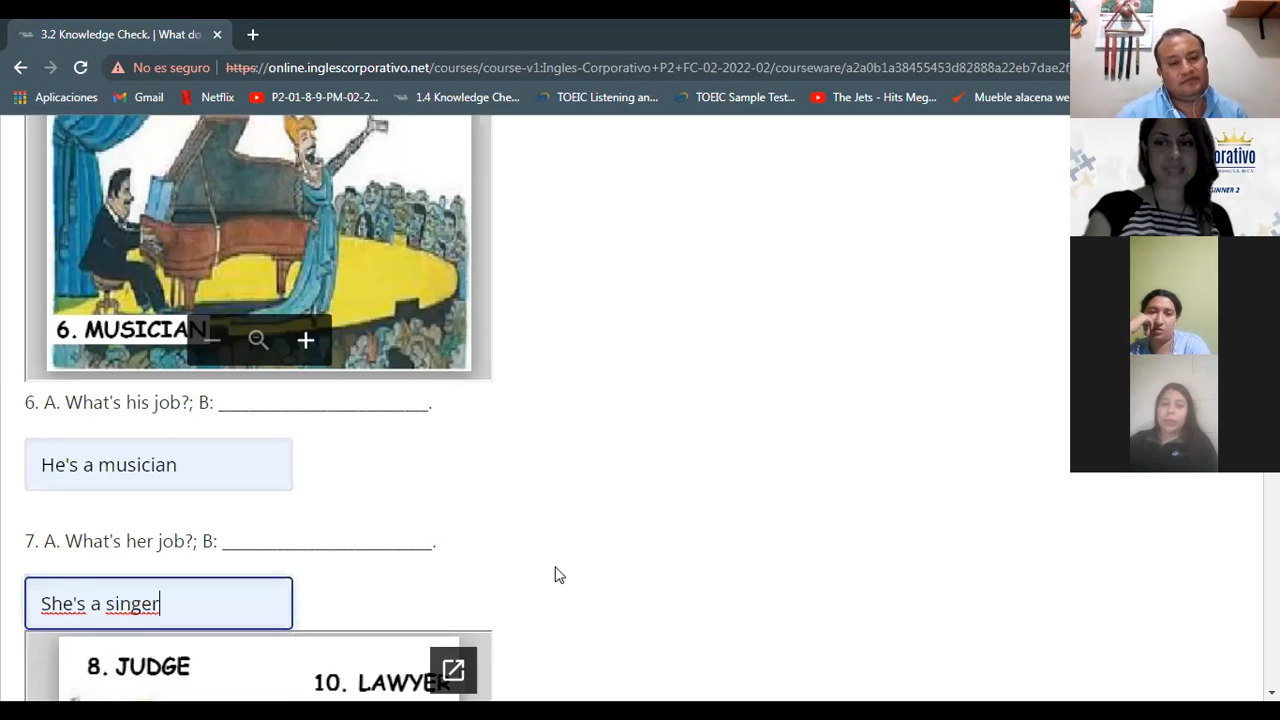 3.2 Knowledge Check. | What do
No es seguro
https://online.inglescorporativo.net/courses/course-v1:Ingles-Corporativo+P2+FC-02-2022-02/courseware/a2a0b1a38455453d82888a22eb7dae2f
Aplicaciones
Gmail
Netflix
P2-01-8-9-PM-02-2...
1.4 Knowledge Che...
TOEIC Listening an...
TOEIC Sample Test...
The Jets - Hits Meg...
Mueble alacena we
orativo
GINNER 2
6. MUSICIAN
6. A. What's his job?; B: ________________________.
He's a musician
7. A. What's her job?; B: ________________________.
She's a singer
8. JUDGE
10. LAWYER